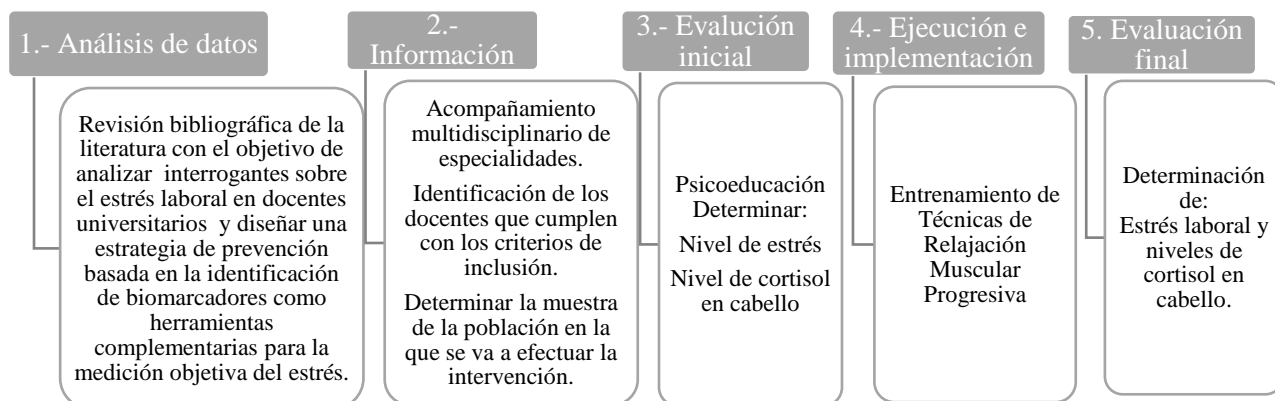 1.- Análisis de datos
Revisión bibliográfica de la
literatura con el objetivo de
analizar interrogantes sobre
el estrés laboral en docentes
universitarios y diseñar una
estrategia de prevención
basada en la identificación
de biomarcadores como
herramientas
complementarias para la
medición objetiva del estrés.
2.-
Información
Acompañamiento
multidisciplinario de
especialidades.
Identificación de los
docentes que cumplen
con los criterios de
inclusión.
Determinar la muestra
de la población en la
que se va a efectuar la
intervención.
3.- Evalución
inicial
Psicoeducación
Determinar:
Nivel de estrés
Nivel de cortisol
en cabello
4.- Ejecución e
implementación
Entrenamiento de
Técnicas de
Relajación
Muscular
Progresiva
5. Evaluación
final
Determinación
de:
Estrés laboral y
niveles de
cortisol en
cabello.